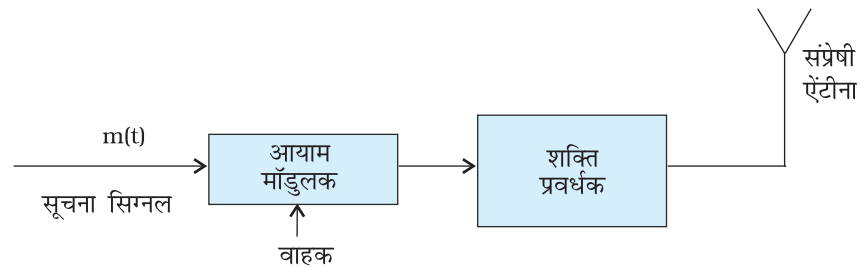 संप्रेषी
ऐंटीना
m(t)
सूचना सिग्नल
आयाम
मॉडुलक
वाहक
शक्ति
प्रवर्धक